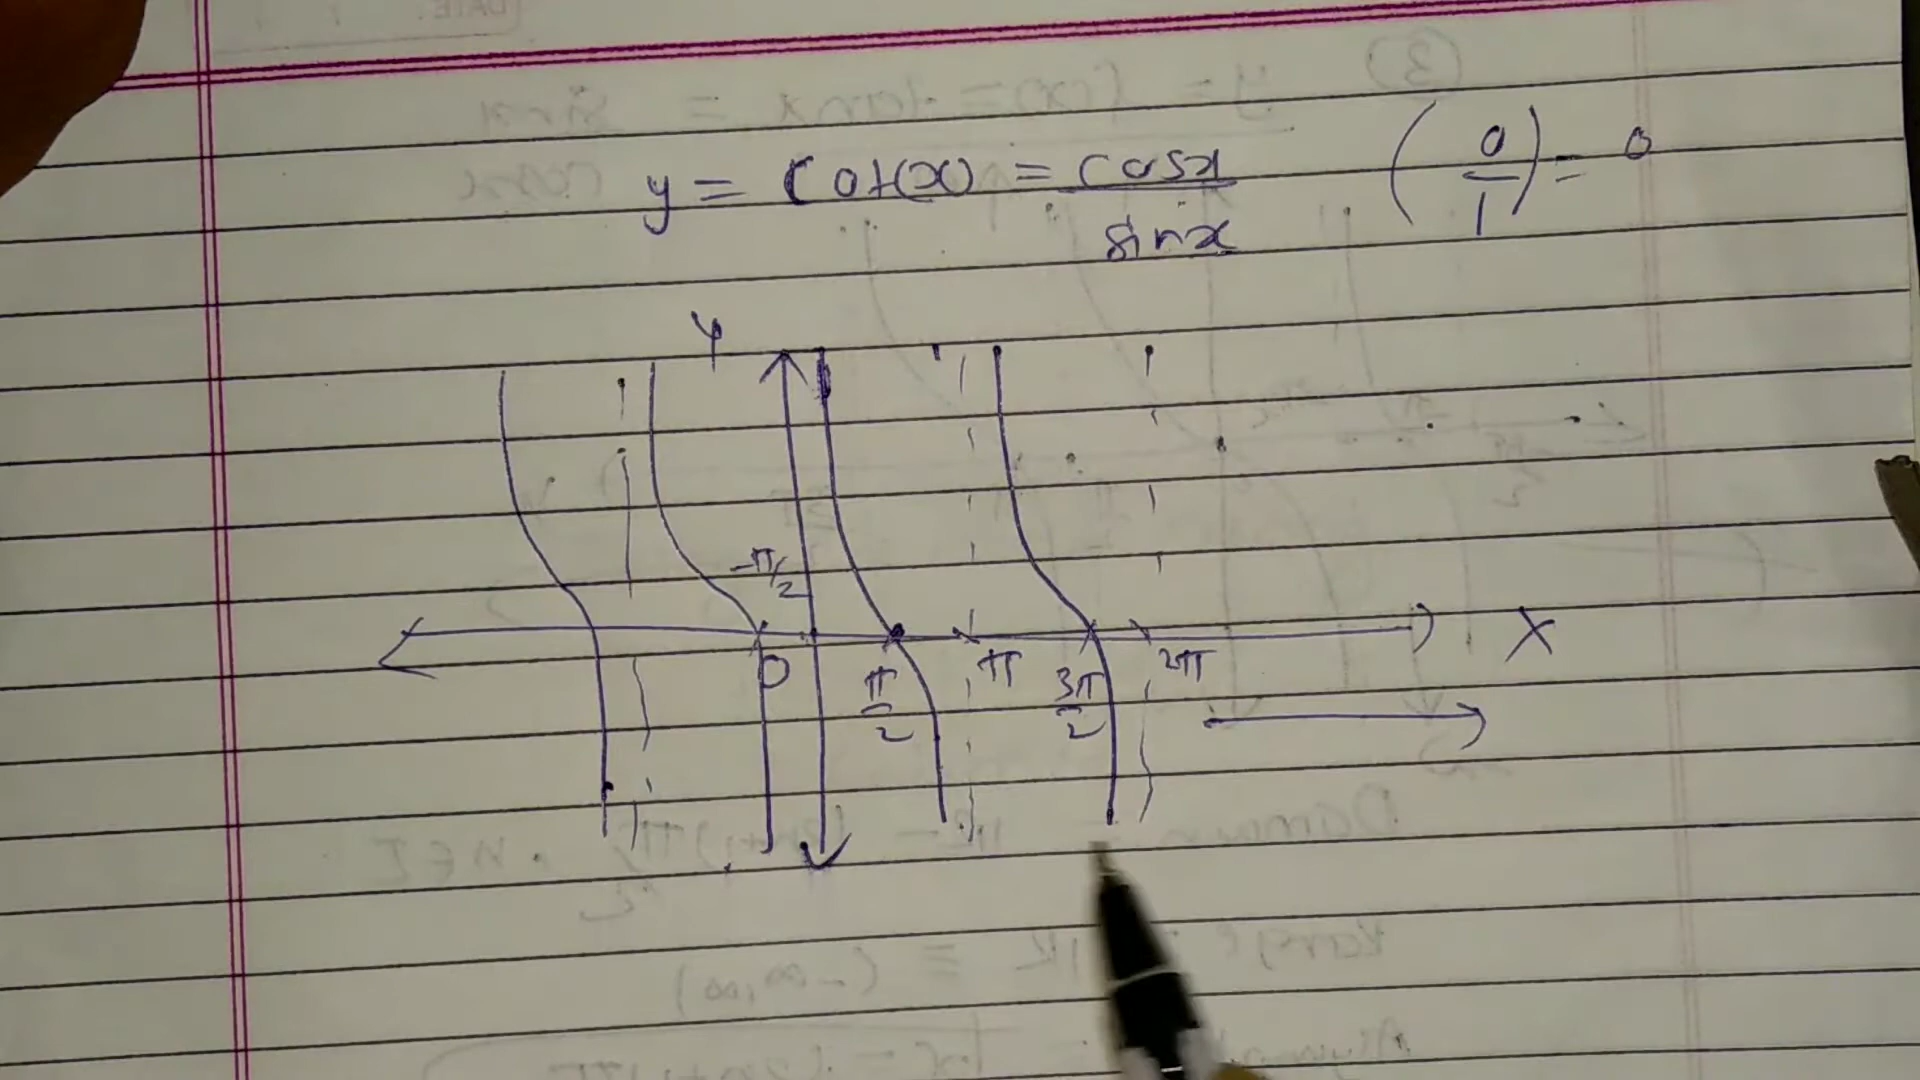 y = Cot(x) = cosx / sinx (0/1) = 0
Y
-π/2
0 π/2 π 3π/2 2π X